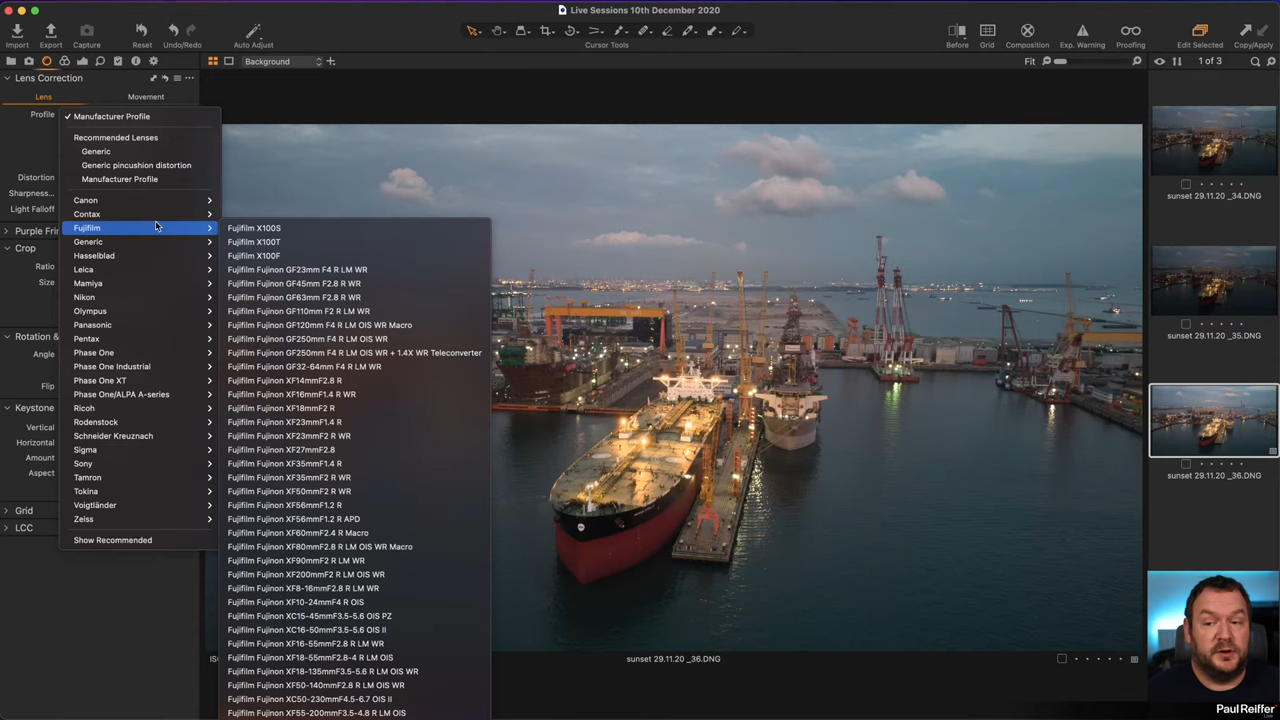 Live Sessions 10th December 2020
Import
Export
Capture
Reset
Undo/Redo
Auto Adjust
Cursor Tools
Before
Grid
Composition
Exp. Warning
Proofing
Edit Selected
Copy/Apply
Background
Fit
1 of 3
Lens Correction
Lens
Movement
Profile
Distortion
Sharpness...
Light Falloff
Purple Fri
Crop
Ratio
Size
Rotation &
Angle
Flip
Keystone
Vertical
Horizontal
Amount
Aspect
Grid
LCC
✓ Manufacturer Profile
Recommended Lenses
Generic
Generic pincushion distortion
Manufacturer Profile
Canon
Contax
Fujifilm
Generic
Hasselblad
Leica
Mamiya
Nikon
Olympus
Panasonic
Pentax
Phase One
Phase One Industrial
Phase One XT
Phase One/ALPA A-series
Ricoh
Rodenstock
Schneider Kreuznach
Sigma
Sony
Tamron
Tokina
Voigtländer
Zeiss
Show Recommended
Fujifilm X100S
Fujifilm X100T
Fujifilm X100F
Fujifilm Fujinon GF23mm F4 R LM WR
Fujifilm Fujinon GF45mm F2.8 R WR
Fujifilm Fujinon GF63mm F2.8 R WR
Fujifilm Fujinon GF110mm F2 R LM WR
Fujifilm Fujinon GF120mm F4 R LM OIS WR Macro
Fujifilm Fujinon GF250mm F4 R LM OIS WR
Fujifilm Fujinon GF250mm F4 R LM OIS WR + 1.4X WR Teleconverter
Fujifilm Fujinon GF32-64mm F4 R LM WR
Fujifilm Fujinon XF14mmF2.8 R
Fujifilm Fujinon XF16mmF1.4 R WR
Fujifilm Fujinon XF18mmF2 R
Fujifilm Fujinon XF23mmF1.4 R
Fujifilm Fujinon XF23mmF2 R WR
Fujifilm Fujinon XF27mmF2.8
Fujifilm Fujinon XF35mmF1.4 R
Fujifilm Fujinon XF35mmF2 R WR
Fujifilm Fujinon XF50mmF2 R WR
Fujifilm Fujinon XF56mmF1.2 R
Fujifilm Fujinon XF56mmF1.2 R APD
Fujifilm Fujinon XF60mmF2.4 R Macro
Fujifilm Fujinon XF80mmF2.8 R LM OIS WR Macro
Fujifilm Fujinon XF90mmF2 R LM WR
Fujifilm Fujinon XF200mmF2 R LM OIS WR
Fujifilm Fujinon XF8-16mmF2.8 R LM WR
Fujifilm Fujinon XF10-24mmF4 R OIS
Fujifilm Fujinon XC15-45mmF3.5-5.6 OIS PZ
Fujifilm Fujinon XC16-50mmF3.5-5.6 OIS II
Fujifilm Fujinon XF16-55mmF2.8 R LM WR
Fujifilm Fujinon XF18-55mmF2.8-4 R LM OIS
Fujifilm Fujinon XF18-135mmF3.5-5.6 R LM OIS WR
Fujifilm Fujinon XF50-140mmF2.8 R LM OIS WR
Fujifilm Fujinon XC50-230mmF4.5-6.7 OIS II
Fujifilm Fujinon XF55-200mmF3.5-4.8 R LM OIS
sunset 29.11.20 _36.DNG
sunset 29.11.20 _34.DNG
sunset 29.11.20 _35.DNG
sunset 29.11.20 _36.DNG
Paul Reiffer
Live